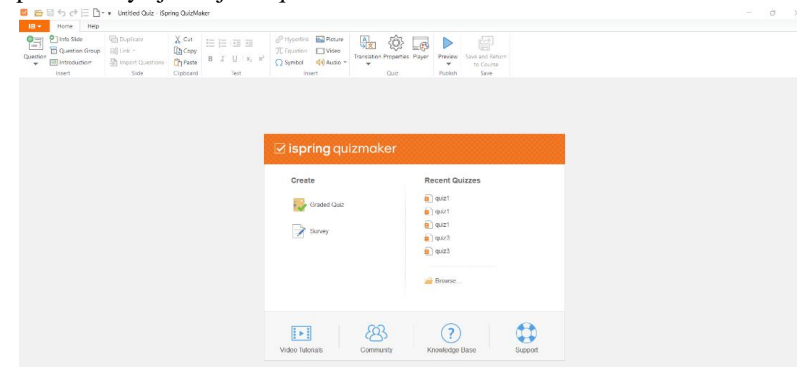 Untitled Quiz - iSpring QuizMaker
Home Help
Question
Info Slide
Question Group
Introduction
Insert
Duplicate
Link
Import Questions
Slide
Cut
Copy
Paste
Clipboard
B I U X₂ X²
Text
Hyperlink
Equation
Symbol
Picture
Video
Audio
Insert
Translation Properties Player
Quiz
Preview
Publish
Save and Return
to Course
Save
ispring quizmaker
Create
Graded Quiz
Survey
Recent Quizzes
quiz1
quiz1
quiz1
quiz3
quiz3
Browse...
Video Tutorials Community Knowledge Base Support